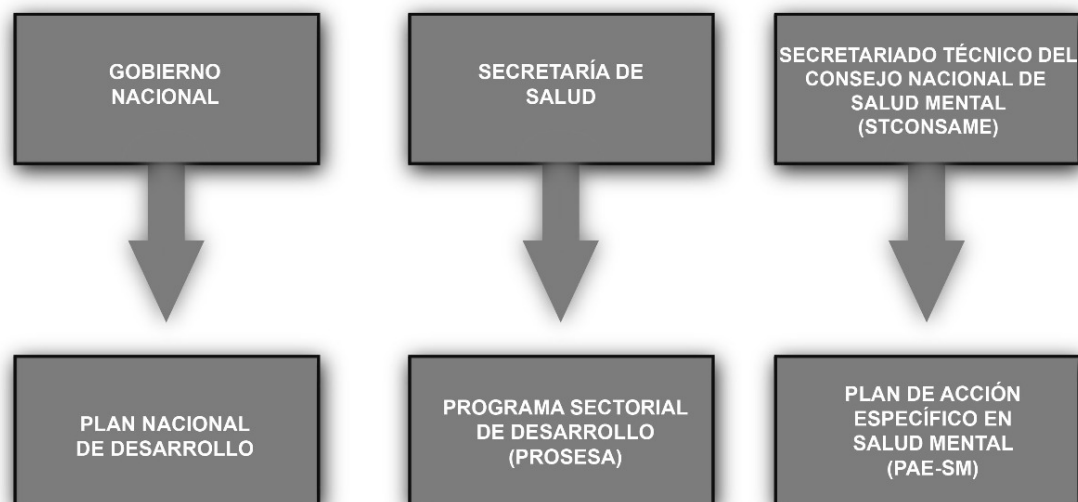 GOBIERNO
NACIONAL
SECRETARÍA DE
SALUD
SECRETARIADO TÉCNICO DEL
CONSEJO NACIONAL DE
SALUD MENTAL
(STCONSAME)
PLAN NACIONAL
DE DESARROLLO
PROGRAMA SECTORIAL
DE DESARROLLO
(PROSESA)
PLAN DE ACCIÓN
ESPECÍFICO EN
SALUD MENTAL
(PAE-SM)